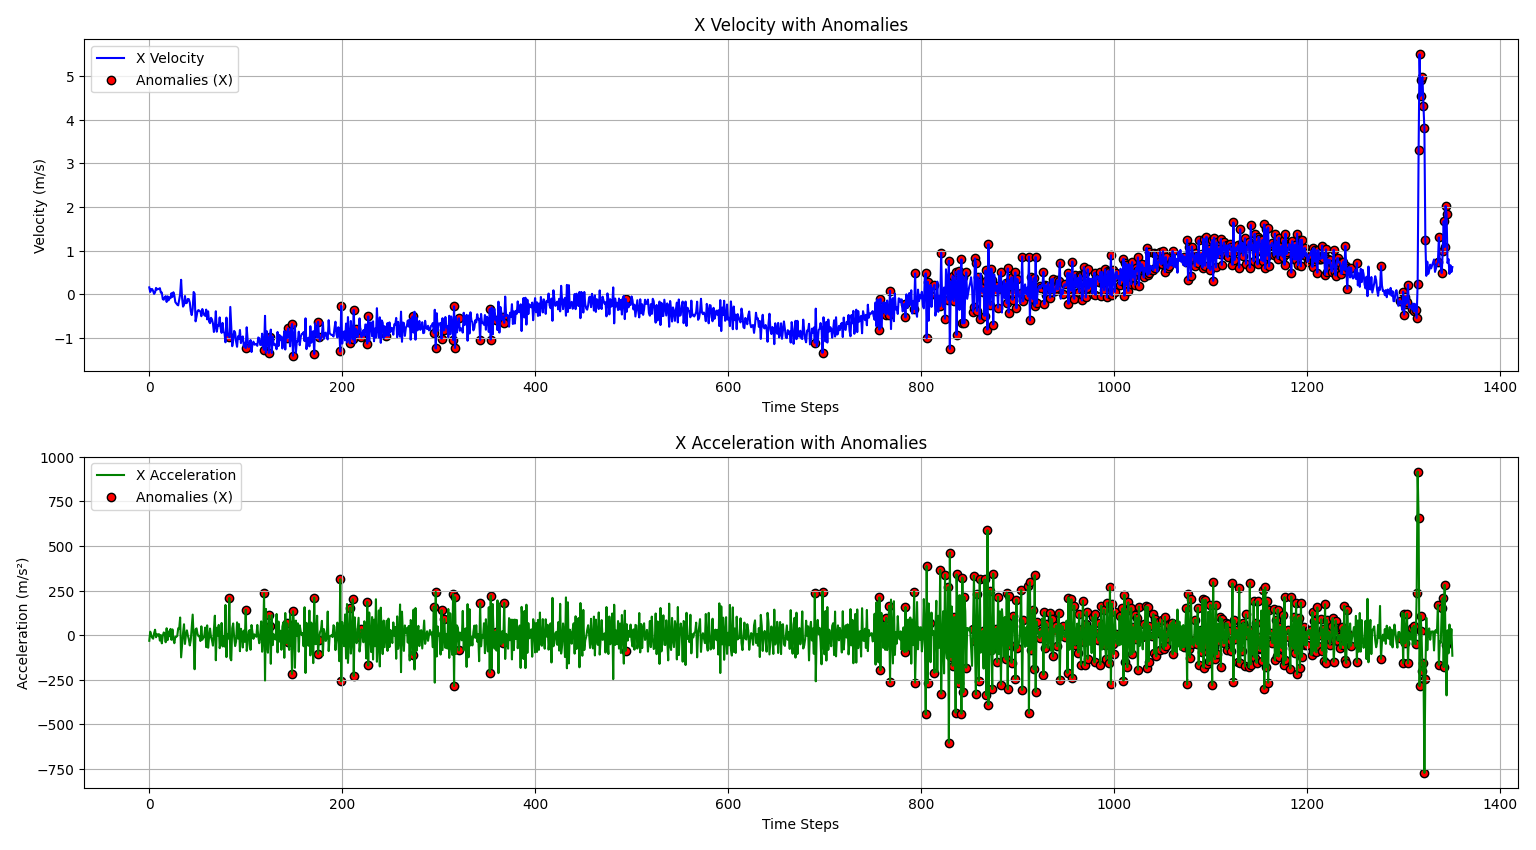 X Velocity with Anomalies
X Velocity
Anomalies (X)
Velocity (m/s)
5
4
3
2
1
0
−1
0 200 400 600 800 1000 1200 1400
Time Steps
X Acceleration with Anomalies
X Acceleration
Anomalies (X)
Acceleration (m/s²)
1000
750
500
250
0
−250
−500
−750
0 200 400 600 800 1000 1200 1400
Time Steps